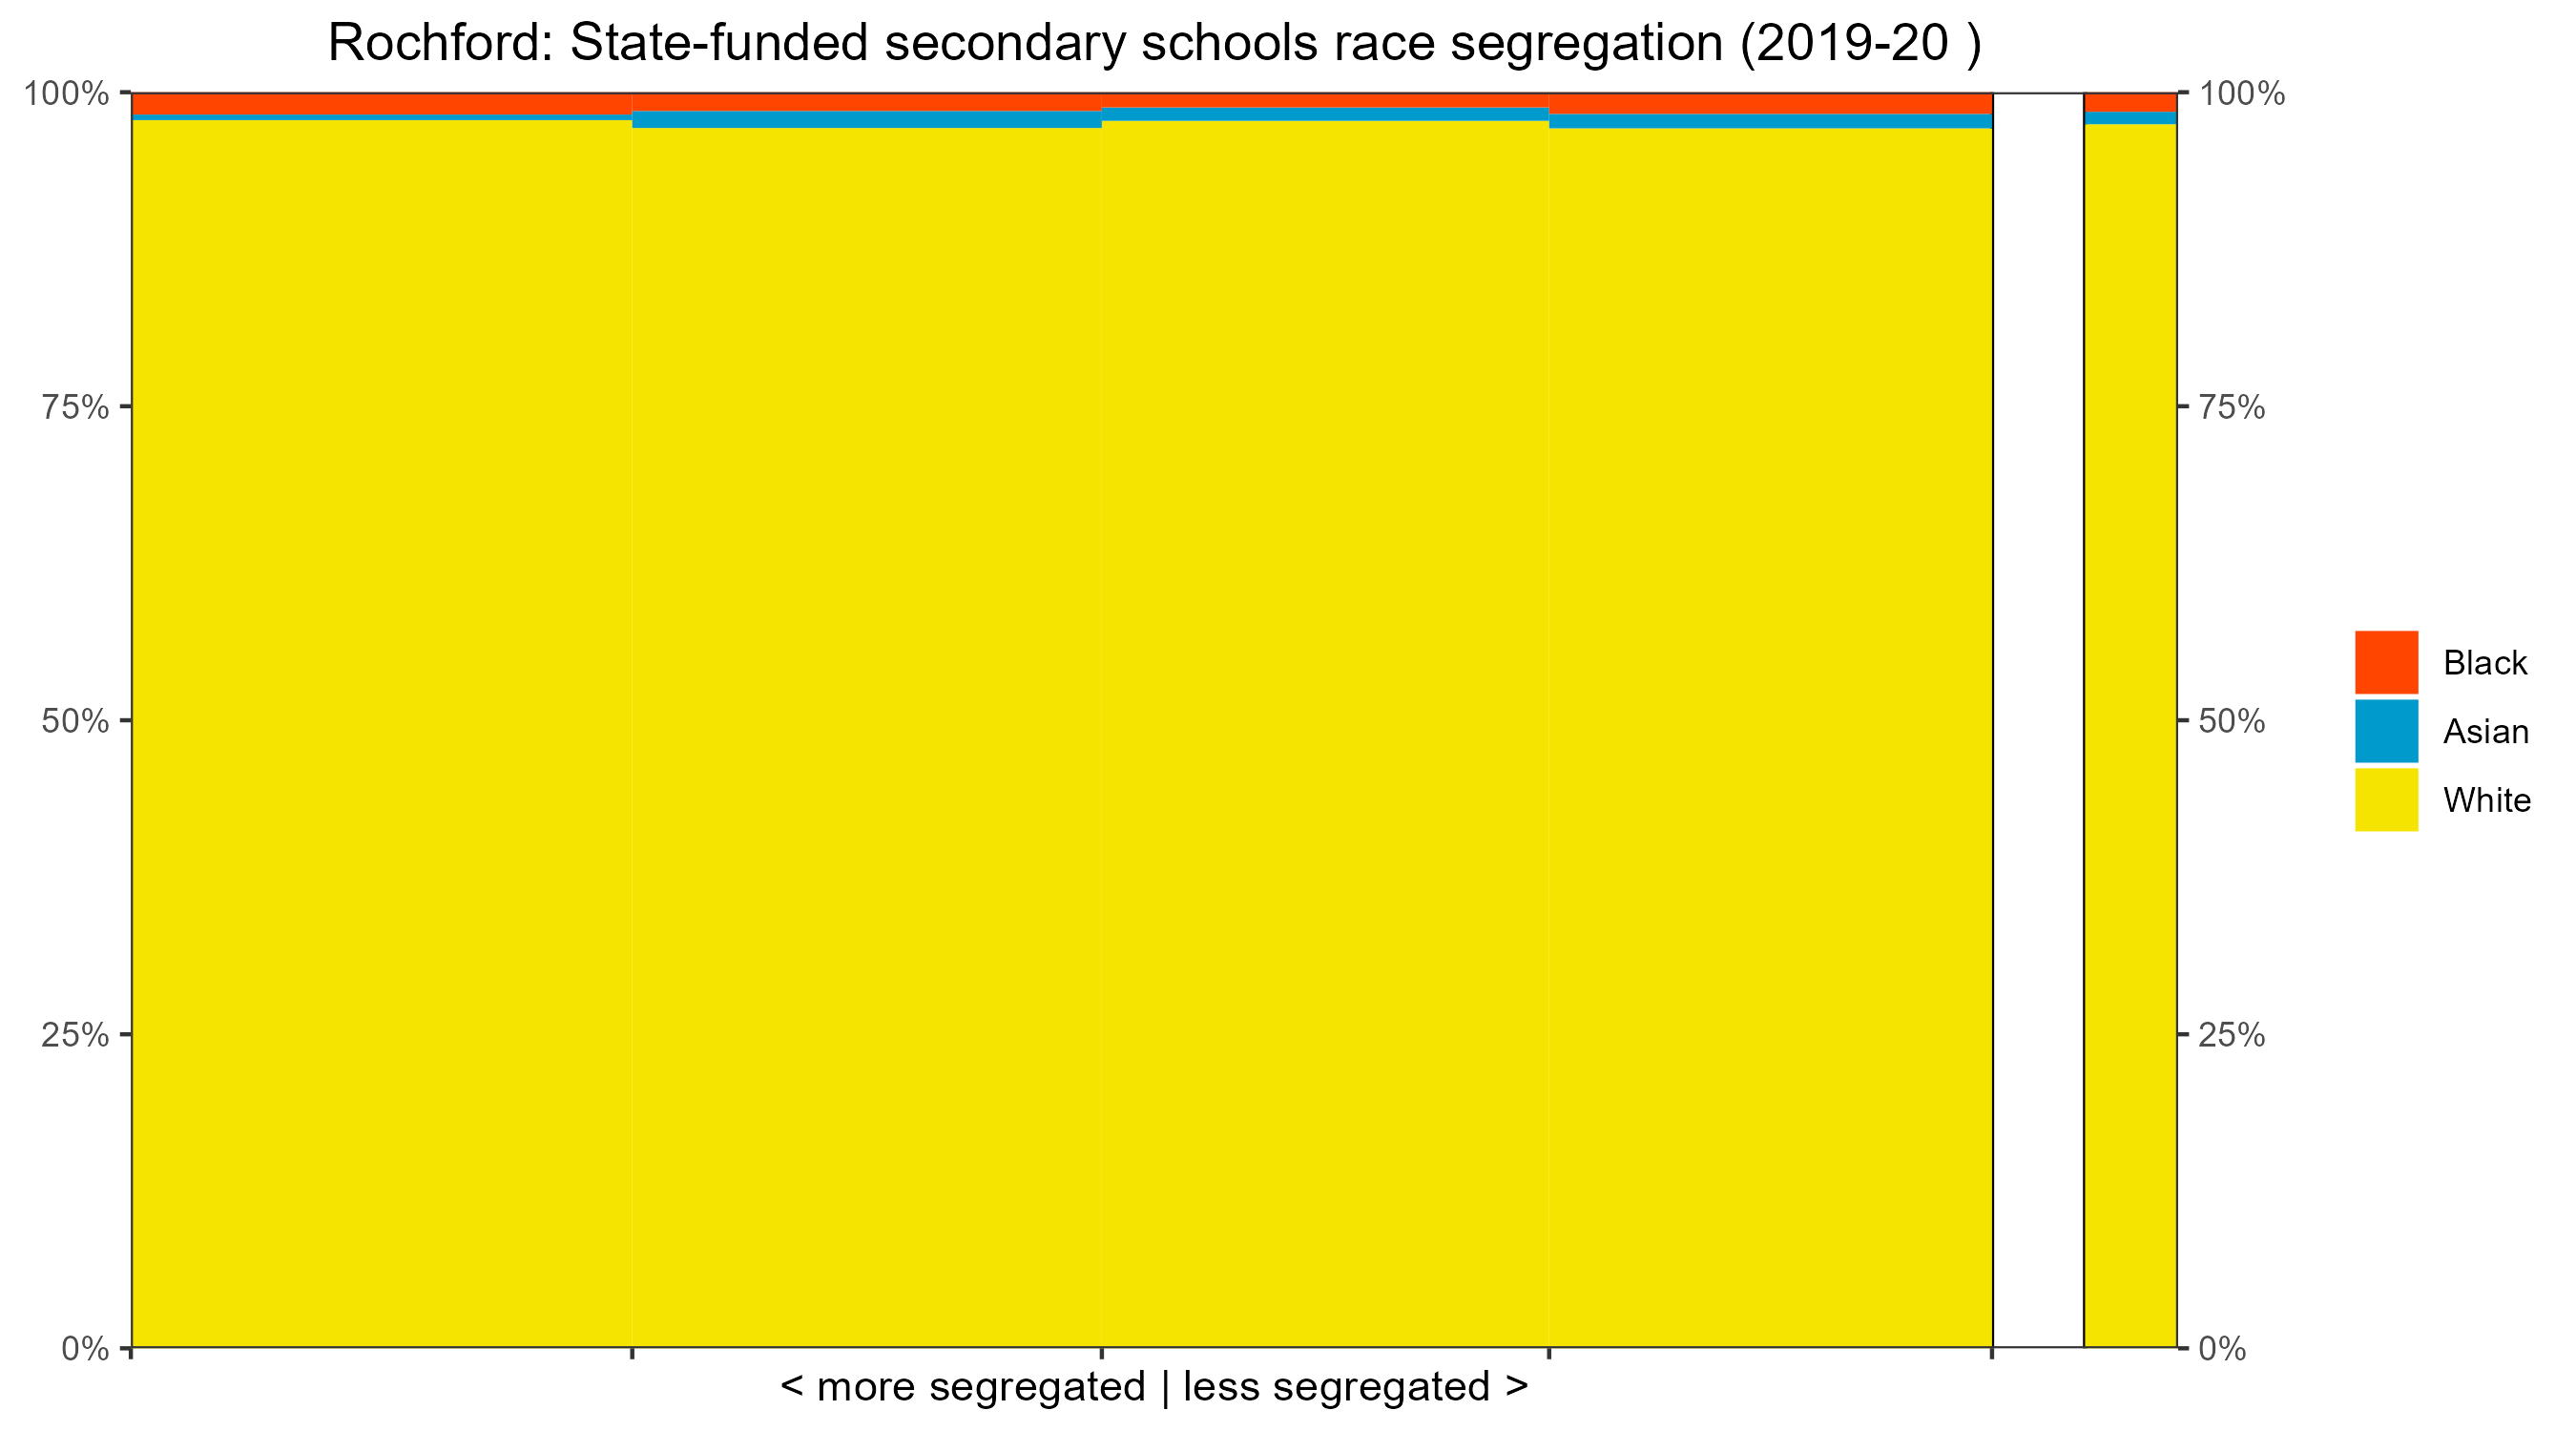 Rochford: State-funded secondary schools race segregation (2019-20 )
100%
75%
50%
25%
0%
100%
75%
50%
25%
0%
Black
Asian
White
< more segregated | less segregated >